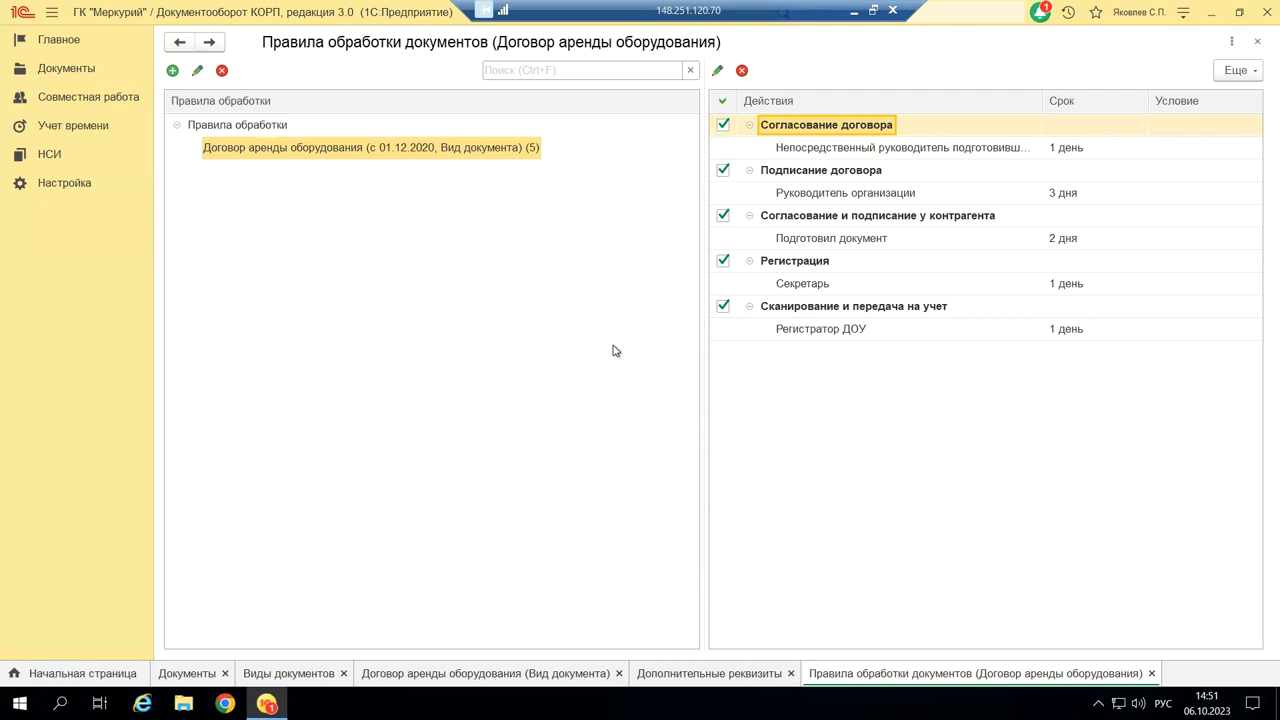 ГК "Меркурий" / Документооборот КОРП, редакция 3.0 (1С:Предприятие)
148.251.120.70
1
Яковлев С.П.
Главное
Документы
Совместная работа
Учет времени
НСИ
Настройка
Правила обработки документов (Договор аренды оборудования)
Поиск (Ctrl+F)
Еще
Правила обработки
Правила обработки
Договор аренды оборудования (с 01.12.2020, Вид документа) (5)
Действия Срок Условие
Согласование договора
Непосредственный руководитель подготовивш... 1 день
Подписание договора
Руководитель организации 3 дня
Согласование и подписание у контрагента
Подготовил документ 2 дня
Регистрация
Секретарь 1 день
Сканирование и передача на учет
Регистратор ДОУ 1 день
Начальная страница Документы Виды документов Договор аренды оборудования (Вид документа) Дополнительные реквизиты Правила обработки документов (Договор аренды оборудования)
1
РУС
14:51
06.10.2023